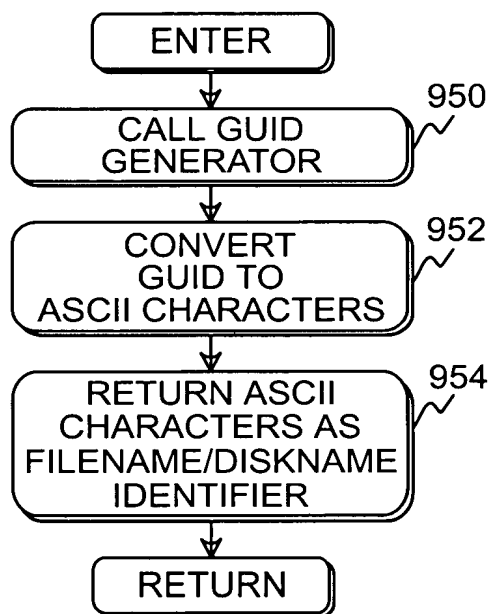 ENTER
950
CALL GUID
GENERATOR
952
CONVERT
GUID TO
ASCII CHARACTERS
954
RETURN ASCII
CHARACTERS AS
FILENAME/DISKNAME
IDENTIFIER
RETURN